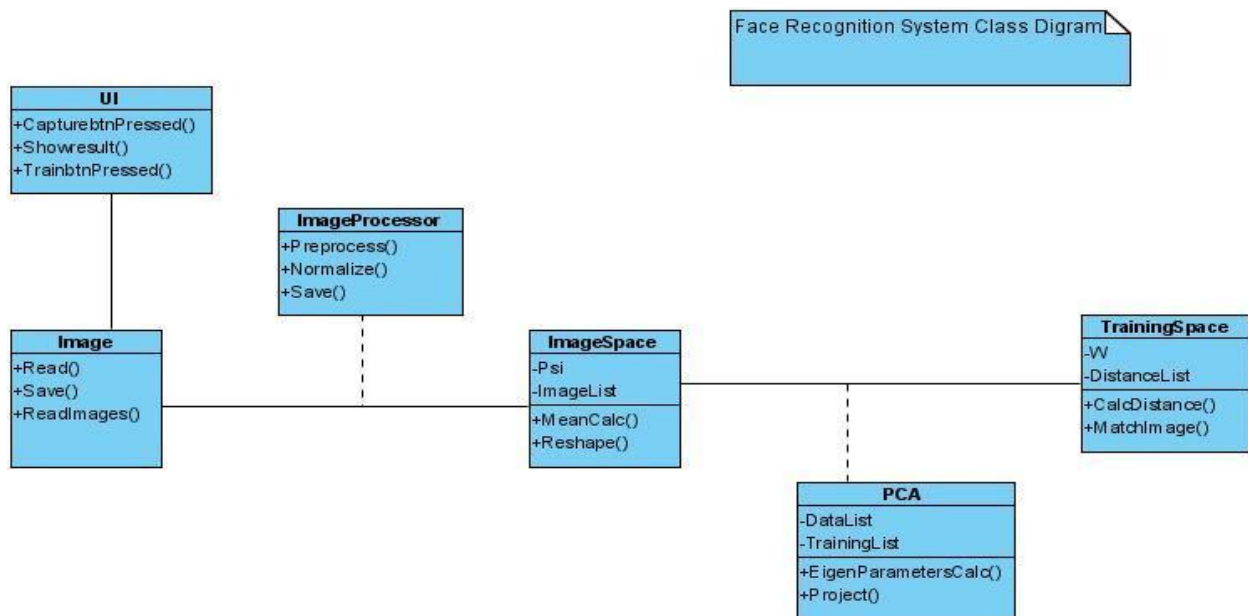 Face Recognition System Class Digram
UI
+CapturebtnPressed()
+Showresult()
+TrainbtnPressed()
ImageProcessor
+Preprocess()
+Normalize()
+Save()
Image
+Read()
+Save()
+ReadImages()
ImageSpace
-Psi
-ImageList
+MeanCalc()
+Reshape()
TrainingSpace
-W
-DistanceList
+CalcDistance()
+MatchImage()
PCA
-DataList
-TrainingList
+EigenParametersCalc()
+Project()